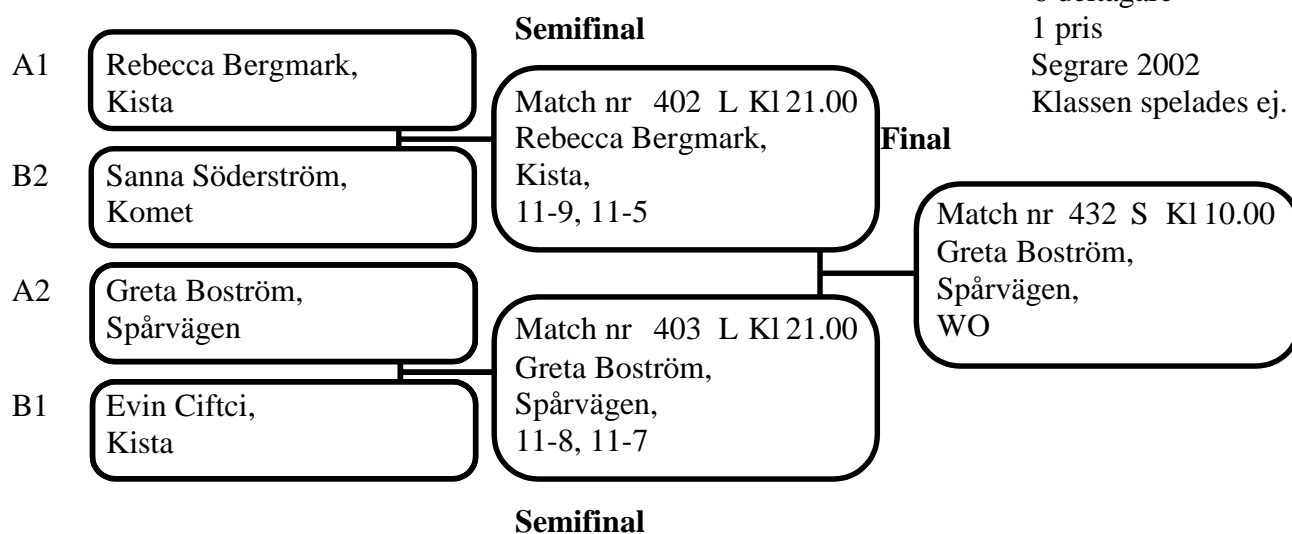 deltagare
1 pris
Segrare 2002
Klassen spelades ej.
Semifinal
A1 Rebecca Bergmark,
Kista
B2 Sanna Söderström,
Komet
A2 Greta Boström,
Spårvägen
B1 Evin Ciftci,
Kista
Match nr 402 L Kl 21.00
Rebecca Bergmark,
Kista,
11-9, 11-5
Match nr 403 L Kl 21.00
Greta Boström,
Spårvägen,
11-8, 11-7
Semifinal
Final
Match nr 432 S Kl 10.00
Greta Boström,
Spårvägen,
WO